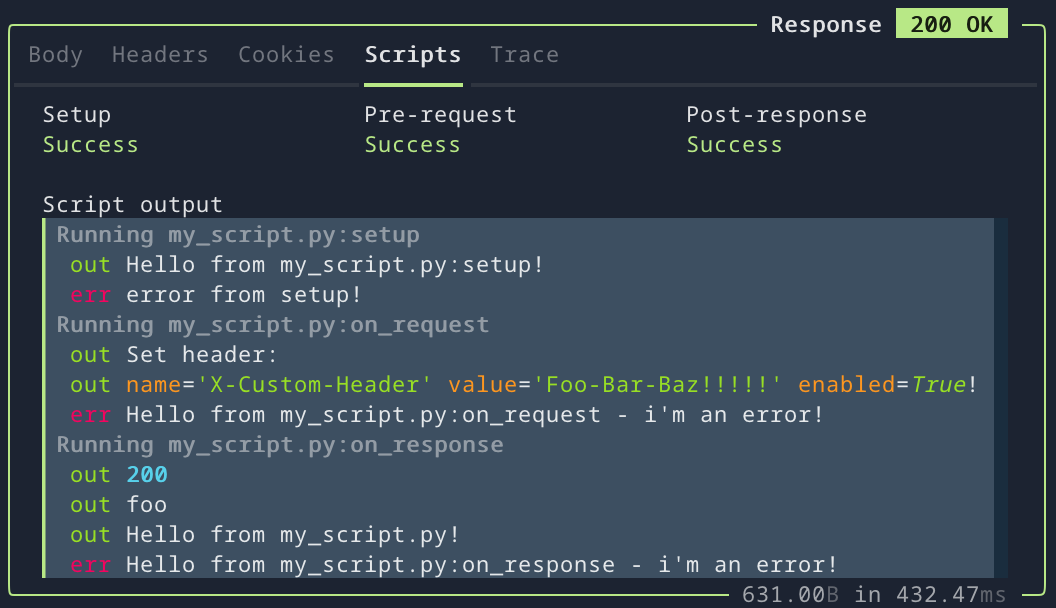 Response 200 OK
Body Headers Cookies Scripts Trace
Setup Pre-request Post-response
Success Success Success
Script output
Running my_script.py:setup
out Hello from my_script.py:setup!
err error from setup!
Running my_script.py:on_request
out Set header:
out name='X-Custom-Header' value='Foo-Bar-Baz!!!!!' enabled=True!
err Hello from my_script.py:on_request - i'm an error!
Running my_script.py:on_response
out 200
out foo
out Hello from my_script.py!
err Hello from my_script.py:on_response - i'm an error!
631.00B in 432.47ms